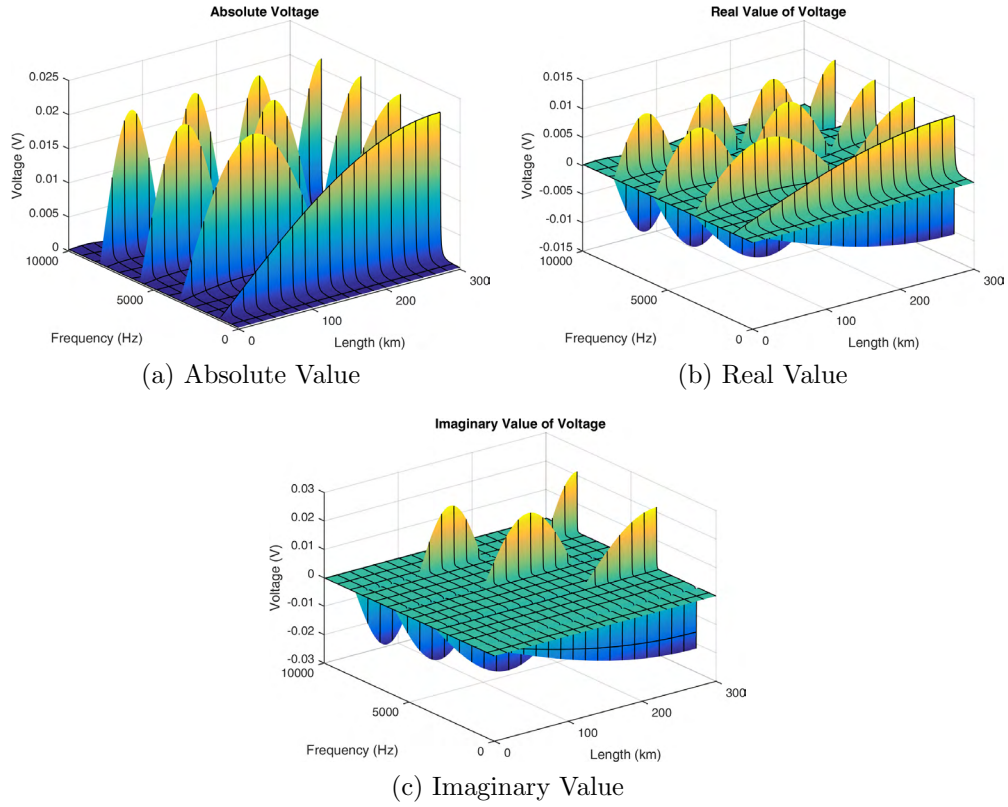 Absolute Voltage
0.025
0.02
0.015
0.01
0.005
0
Voltage (V)
10000
5000
0
Frequency (Hz)
0
100
200
300
Length (km)
(a) Absolute Value
Real Value of Voltage
0.015
0.01
0.005
0
-0.005
-0.01
-0.015
Voltage (V)
10000
5000
0
Frequency (Hz)
0
100
200
300
Length (km)
(b) Real Value
Imaginary Value of Voltage
0.03
0.02
0.01
0
-0.01
-0.02
-0.03
Voltage (V)
10000
5000
0
Frequency (Hz)
0
100
200
300
Length (km)
(c) Imaginary Value